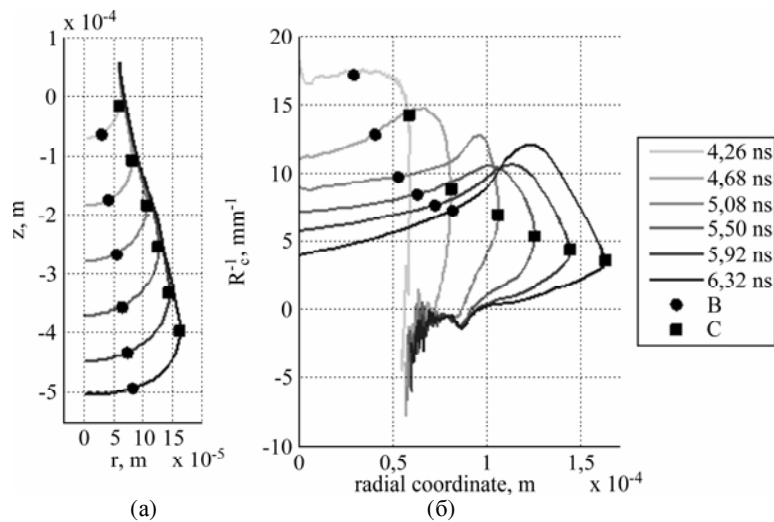 x 10⁻⁴
1
0
-1
-2
-3
-4
-5
z, m
0 5 10 15
r, m x 10⁻⁵
(а)
20
15
10
5
0
-5
-10
R⁻¹c, mm⁻¹
0 0,5 1 1,5
radial coordinate, m x 10⁻⁴
(б)
4,26 ns
4,68 ns
5,08 ns
5,50 ns
5,92 ns
6,32 ns
B
C